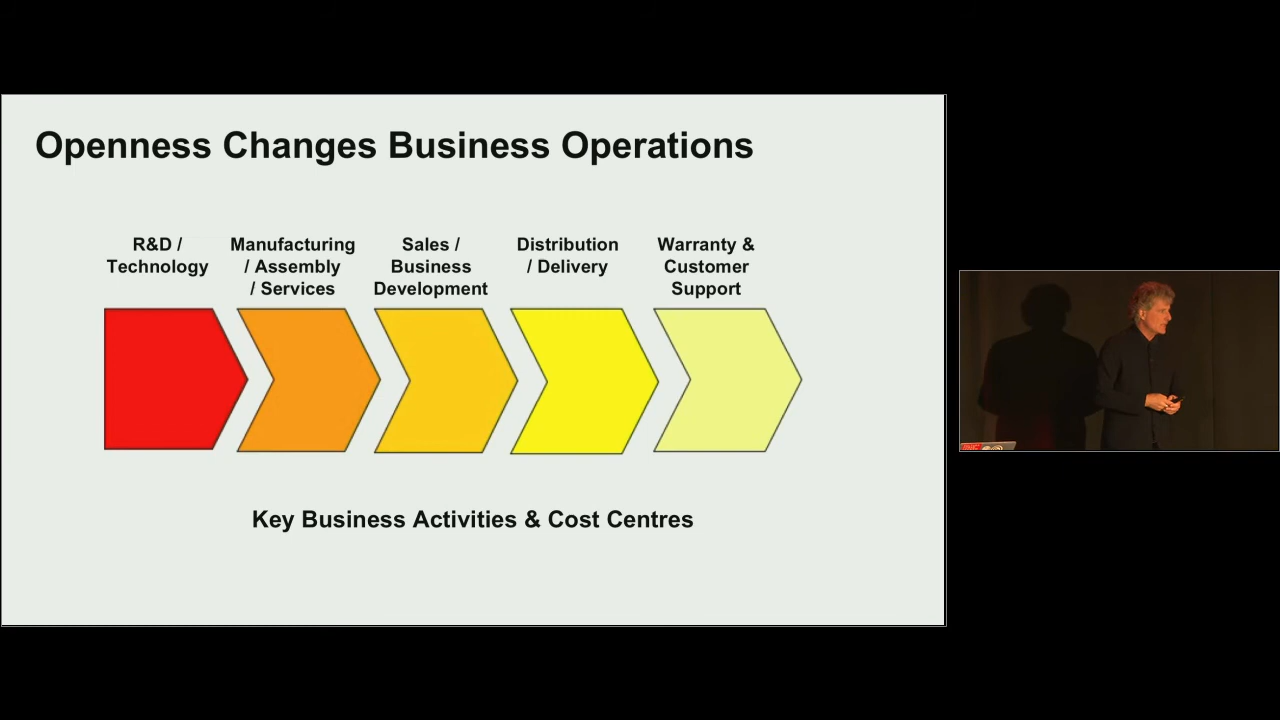 Openness Changes Business Operations
R&D /
Technology
Manufacturing
/ Assembly
/ Services
Sales /
Business
Development
Distribution
/ Delivery
Warranty &
Customer
Support
Key Business Activities & Cost Centres